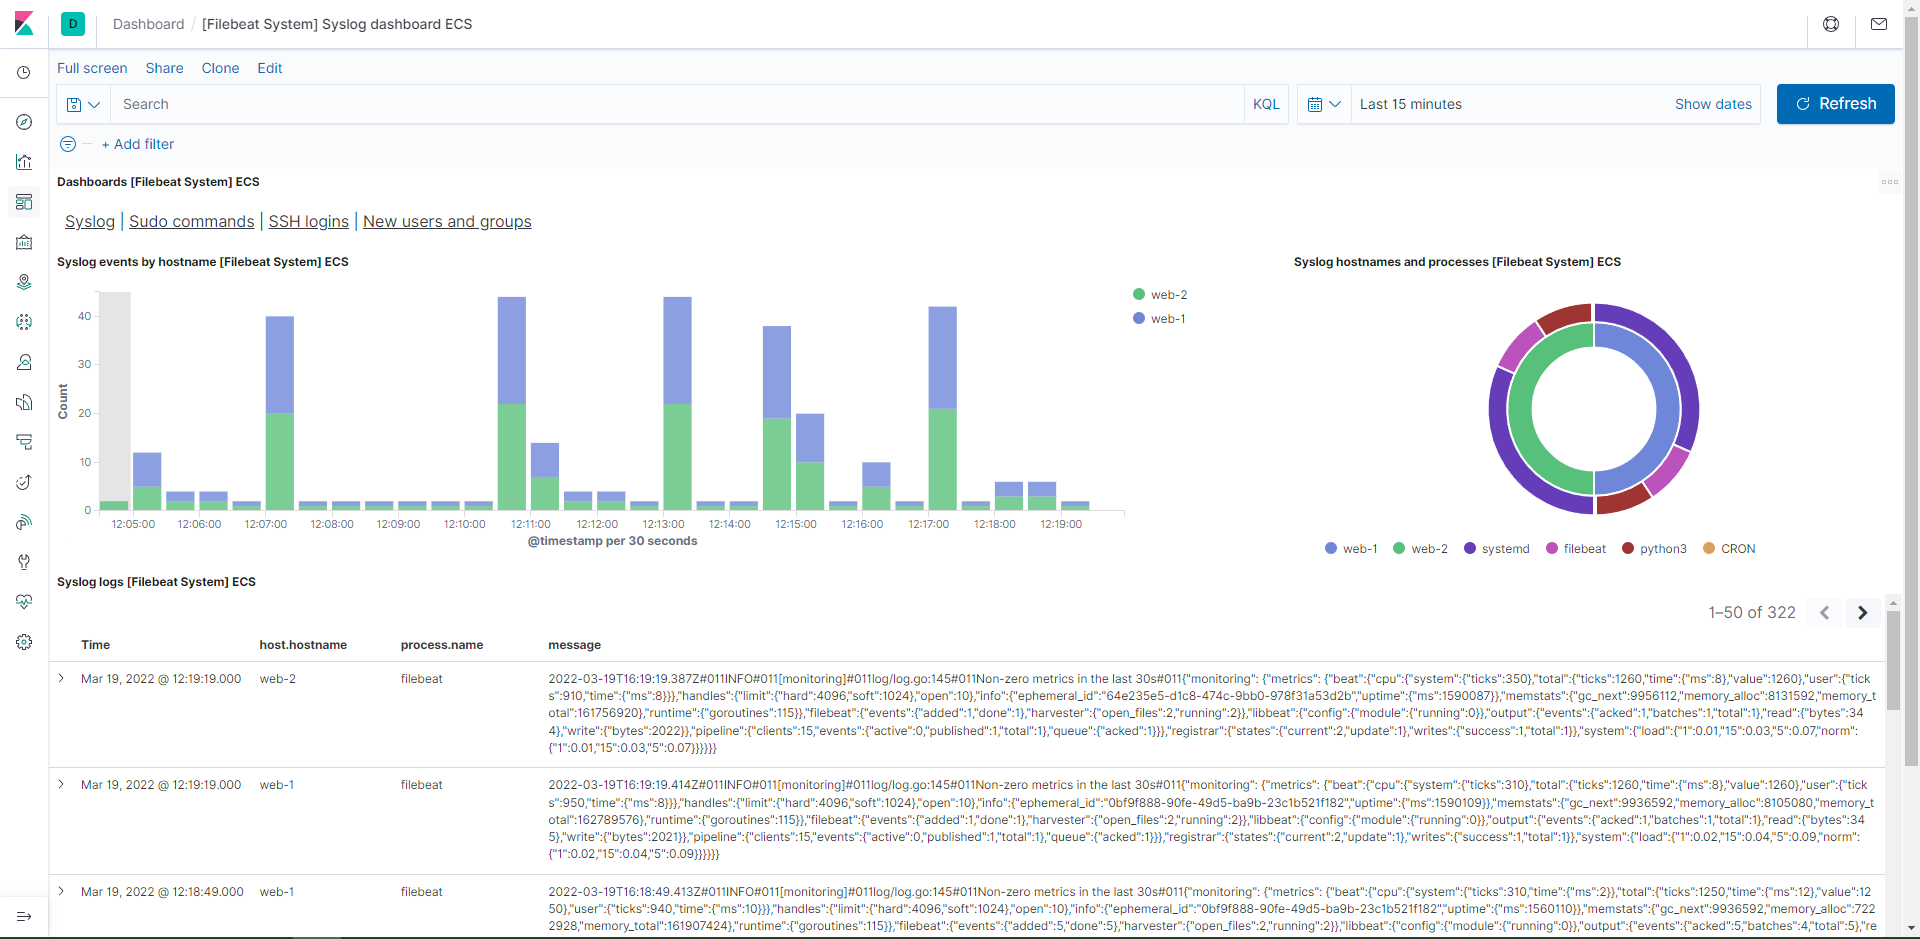 D Dashboard / [Filebeat System] Syslog dashboard ECS
Full screen Share Clone Edit
Search KQL Last 15 minutes Show dates Refresh
+ Add filter
Dashboards [Filebeat System] ECS
Syslog | Sudo commands | SSH logins | New users and groups
Syslog events by hostname [Filebeat System] ECS
Count
40
30
20
10
0
12:05:00 12:06:00 12:07:00 12:08:00 12:09:00 12:10:00 12:11:00 12:12:00 12:13:00 12:14:00 12:15:00 12:16:00 12:17:00 12:18:00 12:19:00
@timestamp per 30 seconds
web-2
web-1
Syslog hostnames and processes [Filebeat System] ECS
web-1 web-2 systemd filebeat python3 CRON
Syslog logs [Filebeat System] ECS
1–50 of 322
Time host.hostname process.name message
Mar 19, 2022 @ 12:19:19.000 web-2 filebeat 2022-03-19T16:19:19.387Z#011INFO#011[monitoring]#011log/log.go:145#011Non-zero metrics in the last 30s#011{"monitoring": {"metrics": {"beat":{"cpu":{"system":{"ticks":350},"total":{"ticks":1260,"time":{"ms":8},"value":1260},"user":{"tick
s":910,"time":{"ms":8}}},"handles":{"limit":{"hard":4096,"soft":1024},"open":10},"info":{"ephemeral_id":"64e235e5-d1c8-474c-9bb0-978f31a53d2b","uptime":{"ms":1590087}},"memstats":{"gc_next":9956112,"memory_alloc":8131592,"memory_t
otal":161756920},"runtime":{"goroutines":115}},"filebeat":{"events":{"added":1,"done":1},"harvester":{"open_files":2,"running":2}},"libbeat":{"config":{"module":{"running":0}},"output":{"events":{"acked":1,"batches":1,"total":1},"read":{"bytes":34
4},"write":{"bytes":2022}},"pipeline":{"clients":15,"events":{"active":0,"published":1,"total":1},"queue":{"acked":1}}},"registrar":{"states":{"current":2,"update":1},"writes":{"success":1,"total":1}},"system":{"load":{"1":0.01,"15":0.03,"5":0.07,"norm":
{"1":0.01,"15":0.03,"5":0.07}}}}}}
Mar 19, 2022 @ 12:19:19.000 web-1 filebeat 2022-03-19T16:19:19.414Z#011INFO#011[monitoring]#011log/log.go:145#011Non-zero metrics in the last 30s#011{"monitoring": {"metrics": {"beat":{"cpu":{"system":{"ticks":310},"total":{"ticks":1260,"time":{"ms":8},"value":1260},"user":{"tick
s":950,"time":{"ms":8}}},"handles":{"limit":{"hard":4096,"soft":1024},"open":10},"info":{"ephemeral_id":"0bf9f888-90fe-49d5-ba9b-23c1b521f182","uptime":{"ms":1590109}},"memstats":{"gc_next":9936592,"memory_alloc":8105080,"memory_t
otal":162789576},"runtime":{"goroutines":115}},"filebeat":{"events":{"added":1,"done":1},"harvester":{"open_files":2,"running":2}},"libbeat":{"config":{"module":{"running":0}},"output":{"events":{"acked":1,"batches":1,"total":1},"read":{"bytes":34
5},"write":{"bytes":2021}},"pipeline":{"clients":15,"events":{"active":0,"published":1,"total":1},"queue":{"acked":1}}},"registrar":{"states":{"current":2,"update":1},"writes":{"success":1,"total":1}},"system":{"load":{"1":0.02,"15":0.04,"5":0.09,"norm":
{"1":0.02,"15":0.04,"5":0.09}}}}}}
Mar 19, 2022 @ 12:18:49.000 web-1 filebeat 2022-03-19T16:18:49.413Z#011INFO#011[monitoring]#011log/log.go:145#011Non-zero metrics in the last 30s#011{"monitoring": {"metrics": {"beat":{"cpu":{"system":{"ticks":310,"time":{"ms":2}},"total":{"ticks":1250,"time":{"ms":12},"value":12
50},"user":{"ticks":940,"time":{"ms":10}}},"handles":{"limit":{"hard":4096,"soft":1024},"open":10},"info":{"ephemeral_id":"0bf9f888-90fe-49d5-ba9b-23c1b521f182","uptime":{"ms":1560110}},"memstats":{"gc_next":9936592,"memory_alloc":722
2928,"memory_total":161907424},"runtime":{"goroutines":115}},"filebeat":{"events":{"added":5,"done":5},"harvester":{"open_files":2,"running":2}},"libbeat":{"config":{"module":{"running":0}},"output":{"events":{"acked":5,"batches":4,"total":5},"re